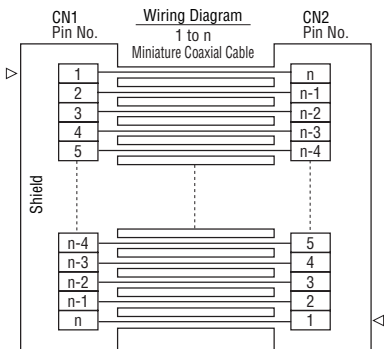 CN1 Wiring Diagram CN2
Pin No. 1 to n Pin No.
Miniature Coaxial Cable
1 n
2 n-1
3 n-2
4 n-3
5 n-4
Shield
n-4 5
n-3 4
n-2 3
n-1 2
n 1